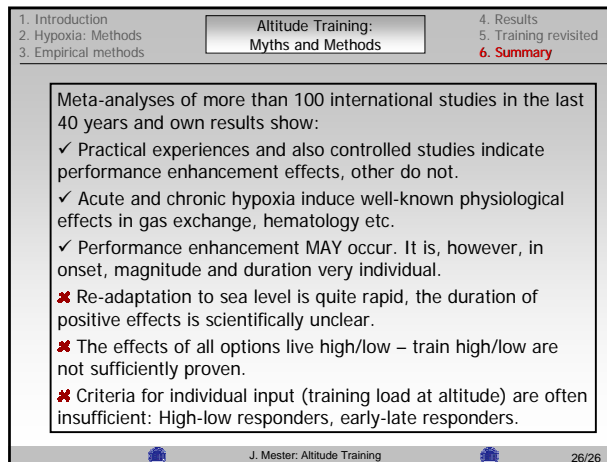 1. Introduction
2. Hypoxia: Methods
3. Empirical methods
Altitude Training:
Myths and Methods
4. Results
5. Training revisited
6. Summary
Meta-analyses of more than 100 international studies in the last
40 years and own results show:
✓ Practical experiences and also controlled studies indicate
performance enhancement effects, other do not.
✓ Acute and chronic hypoxia induce well-known physiological
effects in gas exchange, hematology etc.
✓ Performance enhancement MAY occur. It is, however, in
onset, magnitude and duration very individual.
✘ Re-adaptation to sea level is quite rapid, the duration of
positive effects is scientifically unclear.
✘ The effects of all options live high/low – train high/low are
not sufficiently proven.
✘ Criteria for individual input (training load at altitude) are often
insufficient: High-low responders, early-late responders.
J. Mester: Altitude Training
26/26